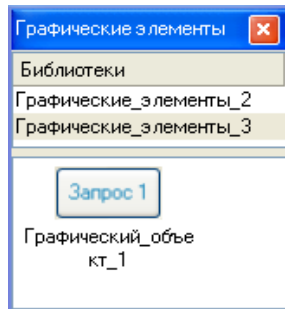 Графические элементы
Библиотеки
Графические_элементы_2
Графические_элементы_3
Запрос 1
Графический_объе
кт_1